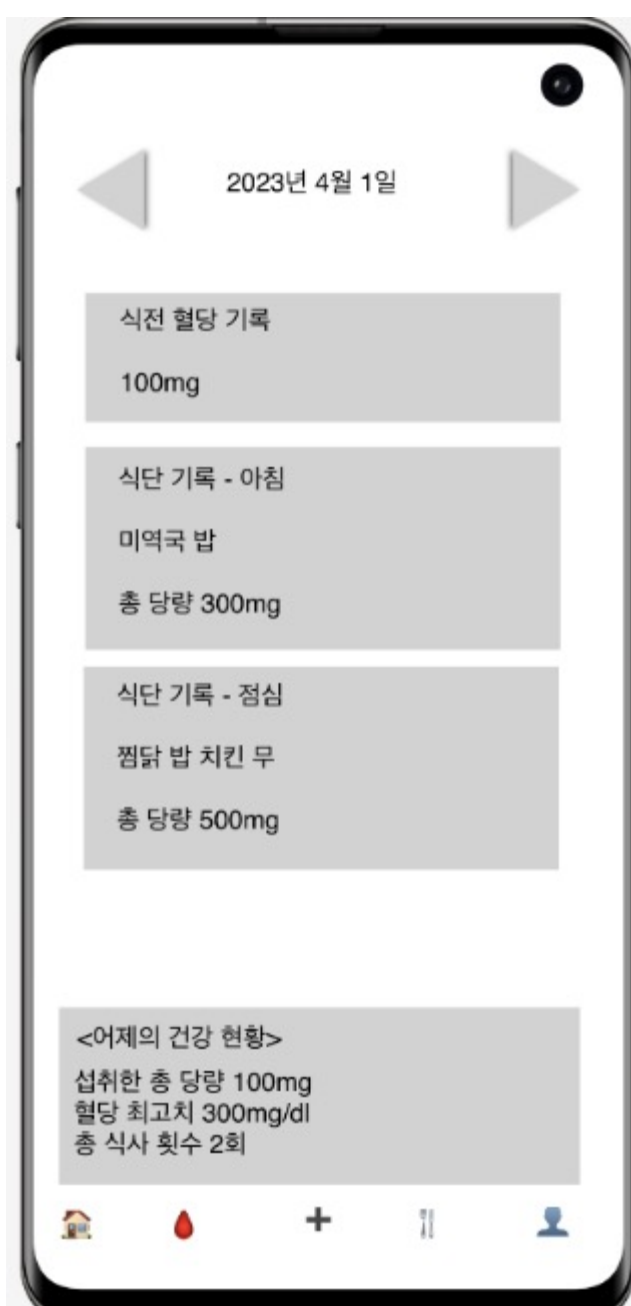 2023년 4월 1일
식전 혈당 기록
100mg
식단 기록 - 아침
미역국 밥
총 당량 300mg
식단 기록 - 점심
찜닭 밥 치킨 무
총 당량 500mg
<어제의 건강 현황>
섭취한 총 당량 100mg
혈당 최고치 300mg/dl
총 식사 횟수 2회